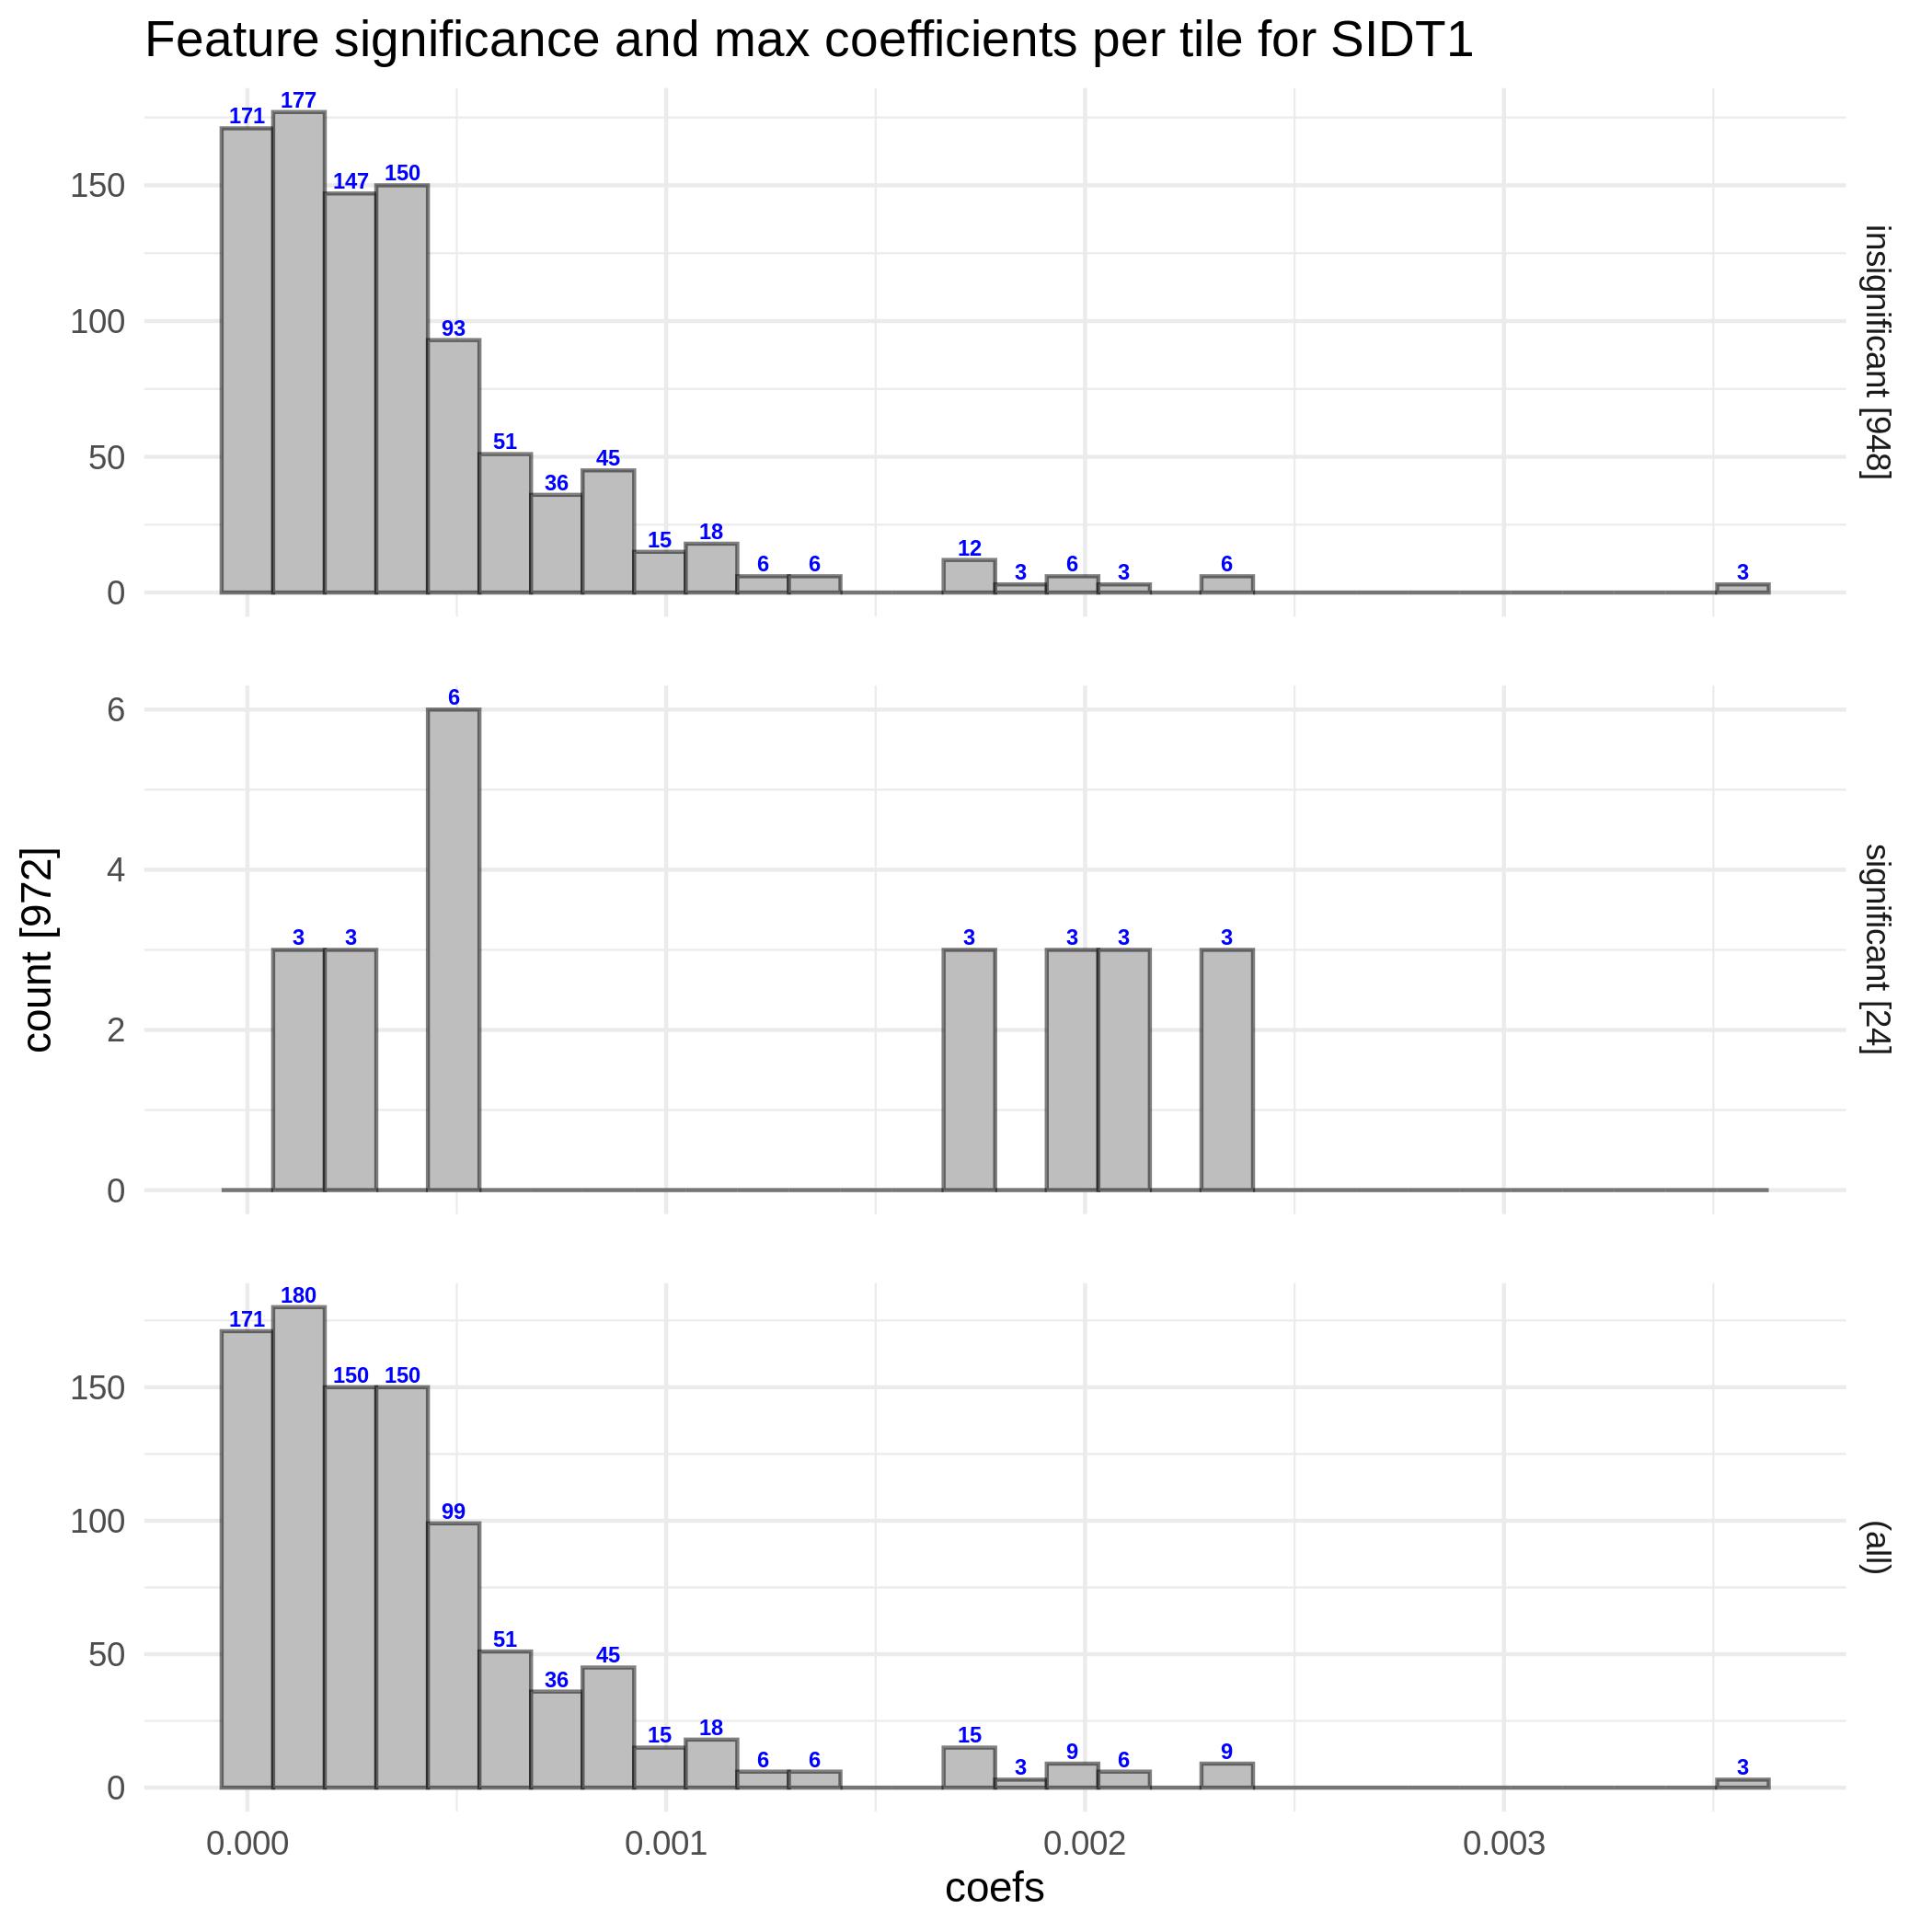 Feature significance and max coefficients per tile for SIDT1
171 177 147 150 93 51 36 45 15 18 6 6 12 3 6 3 6 3
150
100
50
0
insignificant [948]
3 3 6 3 3 3 3
6
4
2
0
significant [24]
count [972]
171 180 150 150 99 51 36 45 15 18 6 6 15 3 9 6 9 3
150
100
50
0
(all)
0.000 0.001 0.002 0.003
coefs